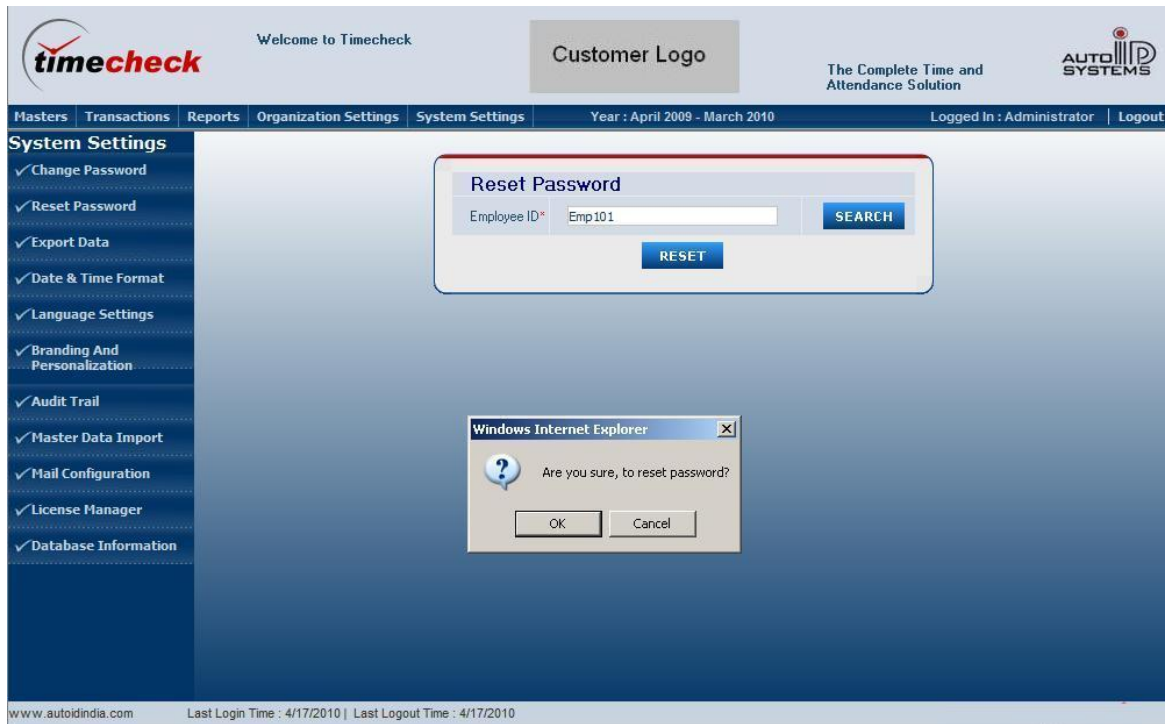 timecheck
Welcome to Timecheck
Customer Logo
The Complete Time and
Attendance Solution
AUTO ID
SYSTEMS
Masters Transactions Reports Organization Settings System Settings Year : April 2009 - March 2010 Logged In : Administrator | Logout
System Settings
Change Password
Reset Password
Export Data
Date & Time Format
Language Settings
Branding And
Personalization
Audit Trail
Master Data Import
Mail Configuration
License Manager
Database Information
Reset Password
Employee ID* Emp101 SEARCH
RESET
Windows Internet Explorer
Are you sure, to reset password?
OK Cancel
www.autoidindia.com Last Login Time : 4/17/2010 | Last Logout Time : 4/17/2010